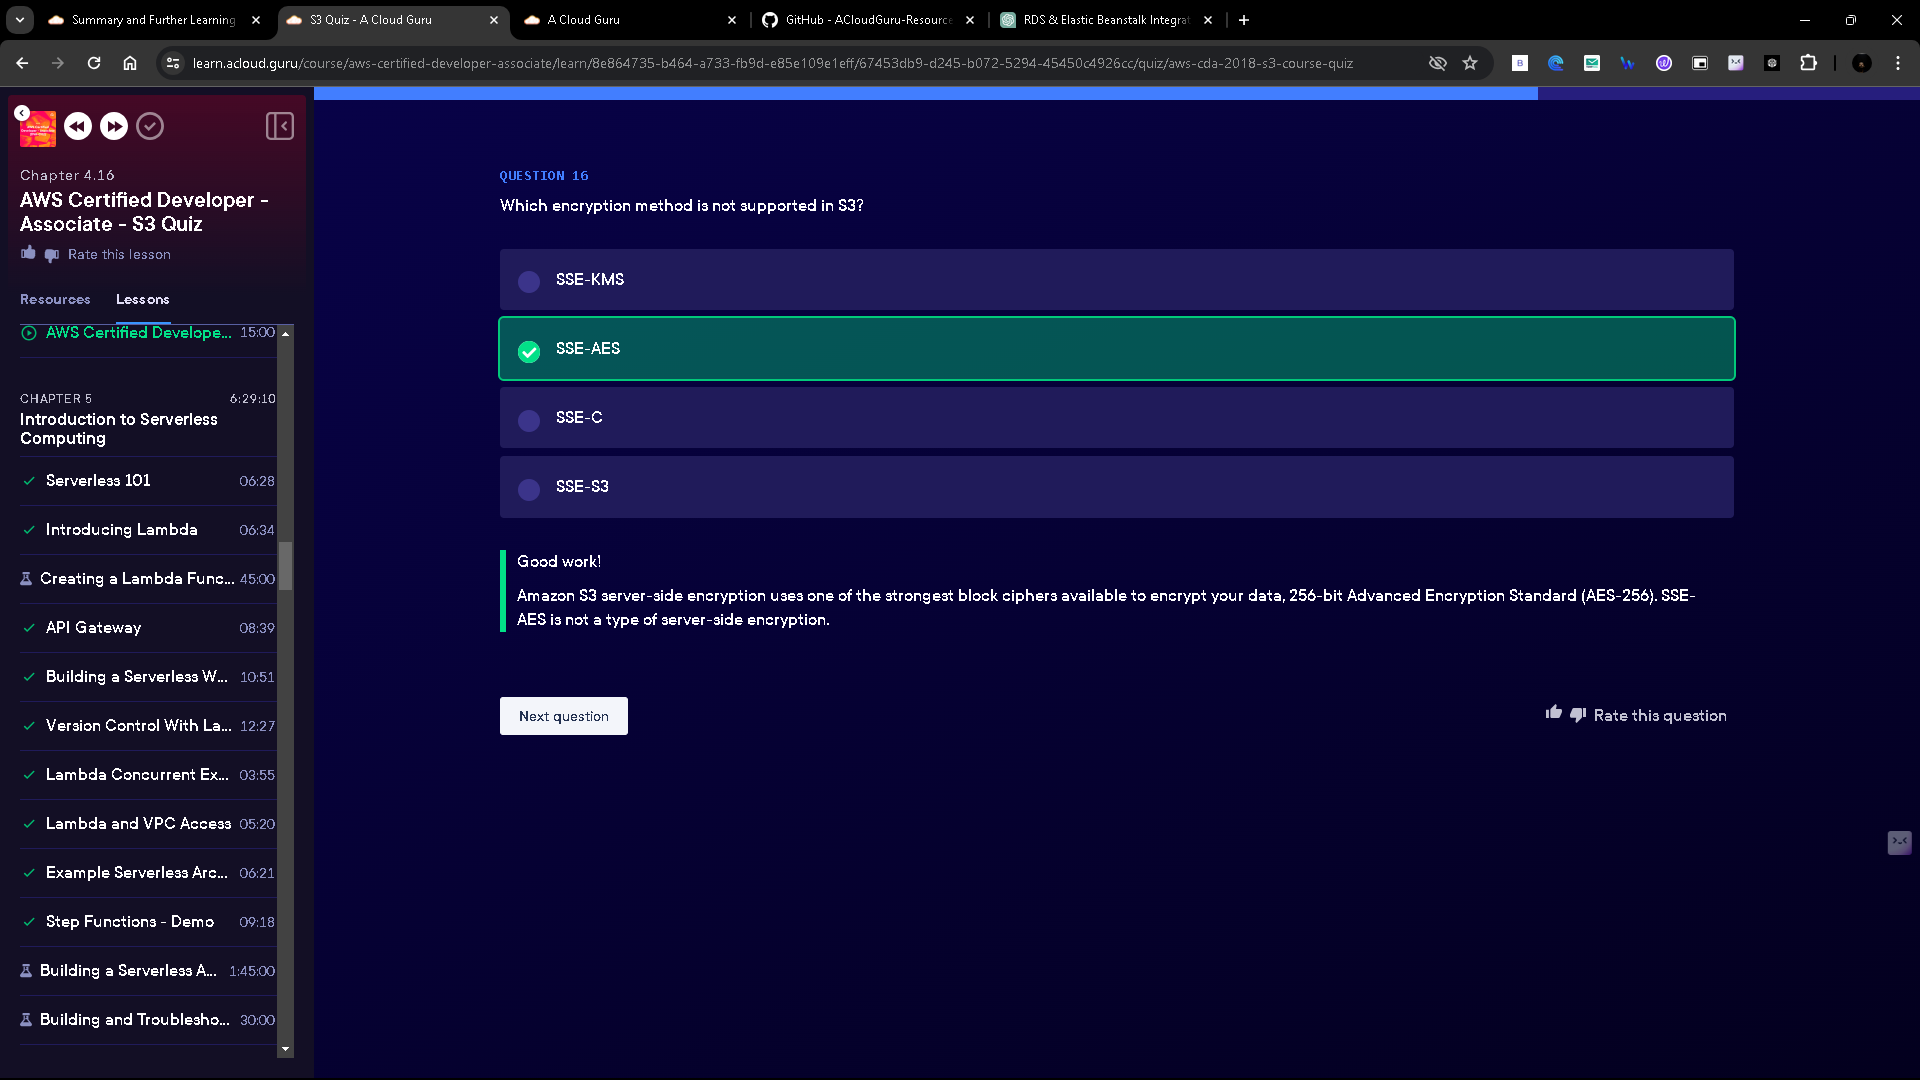 Summary and Further Learning
S3 Quiz - A Cloud Guru
A Cloud Guru
GitHub - ACloudGuru-Resource
RDS & Elastic Beanstalk Integrat
learn.acloud.guru/course/aws-certified-developer-associate/learn/8e864735-b464-a733-fb9d-e85e109e1eff/67453db9-d245-b072-5294-45450c4926cc/quiz/aws-cda-2018-s3-course-quiz
Chapter 4.16
AWS Certified Developer -
Associate - S3 Quiz
Rate this lesson
Resources Lessons
AWS Certified Develope... 15:00
CHAPTER 5 6:29:10
Introduction to Serverless
Computing
Serverless 101 06:28
Introducing Lambda 06:34
Creating a Lambda Func... 45:00
API Gateway 08:39
Building a Serverless W... 10:51
Version Control With La... 12:27
Lambda Concurrent Ex... 03:55
Lambda and VPC Access 05:20
Example Serverless Arc... 06:21
Step Functions - Demo 09:18
Building a Serverless A... 1:45:00
Building and Troublesho... 30:00
QUESTION 16
Which encryption method is not supported in S3?
SSE-KMS
SSE-AES
SSE-C
SSE-S3
Good work!
Amazon S3 server-side encryption uses one of the strongest block ciphers available to encrypt your data, 256-bit Advanced Encryption Standard (AES-256). SSE-
AES is not a type of server-side encryption.
Next question
Rate this question